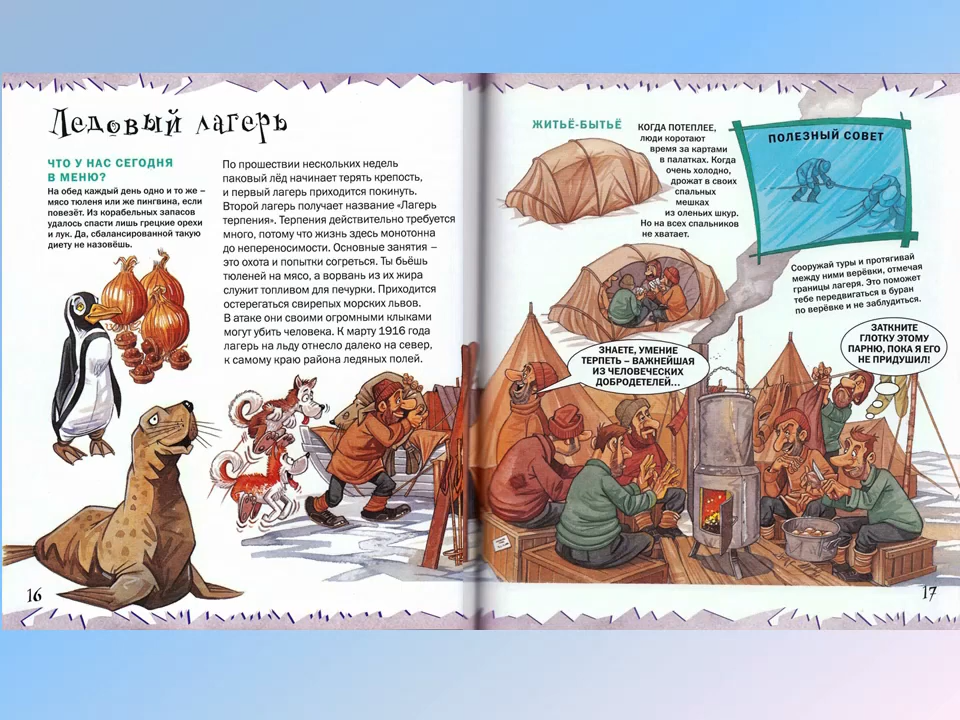 Ледовый лагерь
ЧТО У НАС СЕГОДНЯ
В МЕНЮ?
На обед каждый день одно и то же –
мясо тюленя или же пингвина, если
повезёт. Из корабельных запасов
удалось спасти лишь грецкие орехи
и лук. Да, сбалансированной такую
диету не назовёшь.
По прошествии нескольких недель
паковый лёд начинает терять крепость,
и первый лагерь приходится покинуть.
Второй лагерь получает название «Лагерь
терпения». Терпения действительно требуется
много, потому что жизнь здесь монотонна
до непереносимости. Основные занятия –
это охота и попытки согреться. Ты бьёшь
тюленей на мясо, а ворвань из их жира
служит топливом для печурки. Приходится
остерегаться свирепых морских львов.
В атаке они своими огромными клыками
могут убить человека. К марту 1916 года
лагерь на льду отнесло далеко на север,
к самому краю района ледяных полей.
16
ЖИТЬЁ-БЫТЬЁ
КОГДА ПОТЕПЛЕЕ,
люди коротают
время за картами
в палатках. Когда
очень холодно,
дрожат в своих
спальных
мешках
из оленьих шкур.
Но на всех спальников
не хватает.
ПОЛЕЗНЫЙ СОВЕТ
Сооружай туры и протягивай
между ними верёвки, отмечая
границы лагеря. Это поможет
тебе передвигаться в буран
по верёвке и не заблудиться.
ЗНАЕТЕ, УМЕНИЕ
ТЕРПЕТЬ – ВАЖНЕЙШАЯ
ИЗ ЧЕЛОВЕЧЕСКИХ
ДОБРОДЕТЕЛЕЙ...
ЗАТКНИТЕ
ГЛОТКУ ЭТОМУ
ПАРНЮ, ПОКА Я ЕГО
НЕ ПРИДУШИЛ!
17